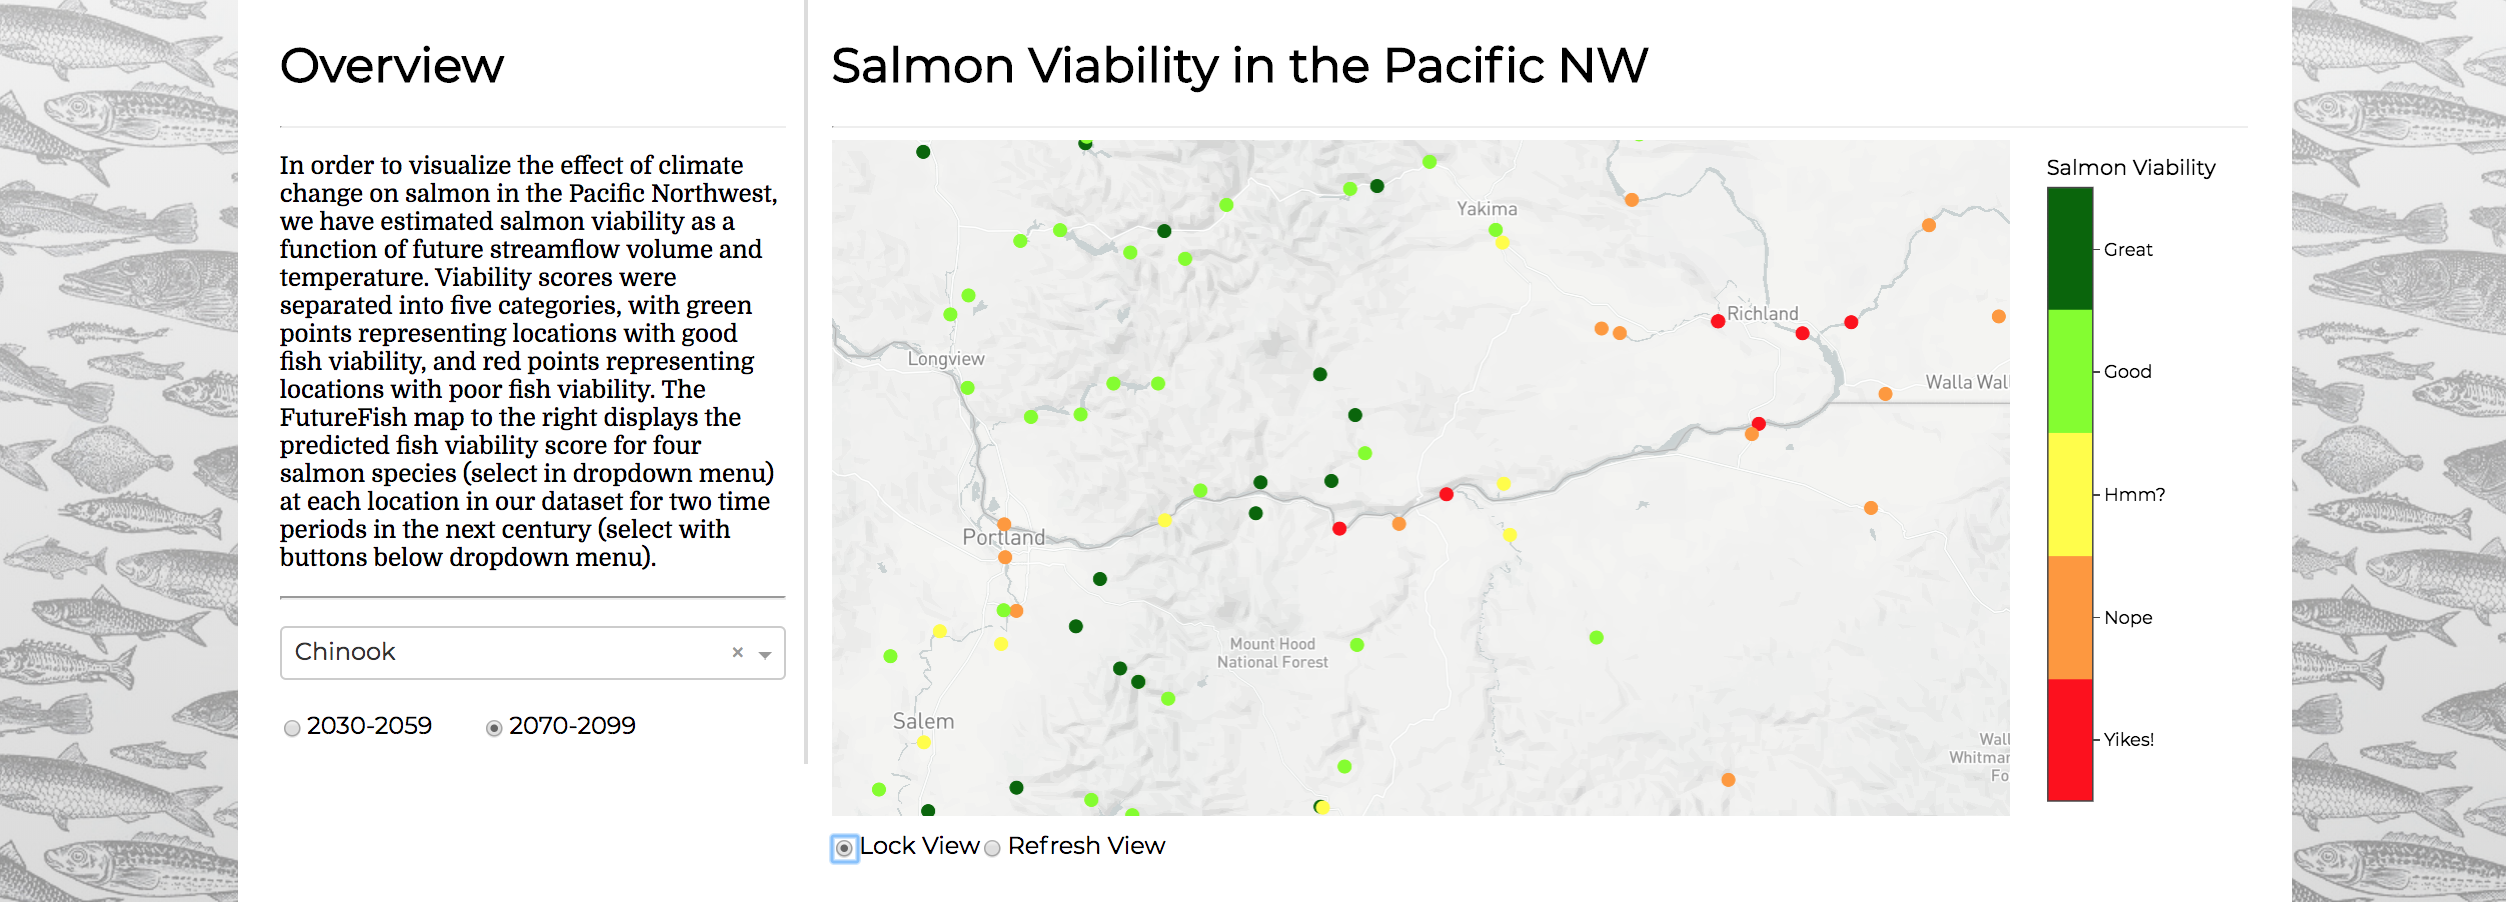 Overview
In order to visualize the effect of climate
change on salmon in the Pacific Northwest,
we have estimated salmon viability as a
function of future streamflow volume and
temperature. Viability scores were
separated into five categories, with green
points representing locations with good
fish viability, and red points representing
locations with poor fish viability. The
FutureFish map to the right displays the
predicted fish viability score for four
salmon species (select in dropdown menu)
at each location in our dataset for two time
periods in the next century (select with
buttons below dropdown menu).
Chinook ×
2030-2059 2070-2099
Salmon Viability in the Pacific NW
Yakima
Richland
Longview
Walla Wal
Portland
Mount Hood
National Forest
Salem
Wall
Whitmar
Fo
Salmon Viability
Great
Good
Hmm?
Nope
Yikes!
Lock View Refresh View